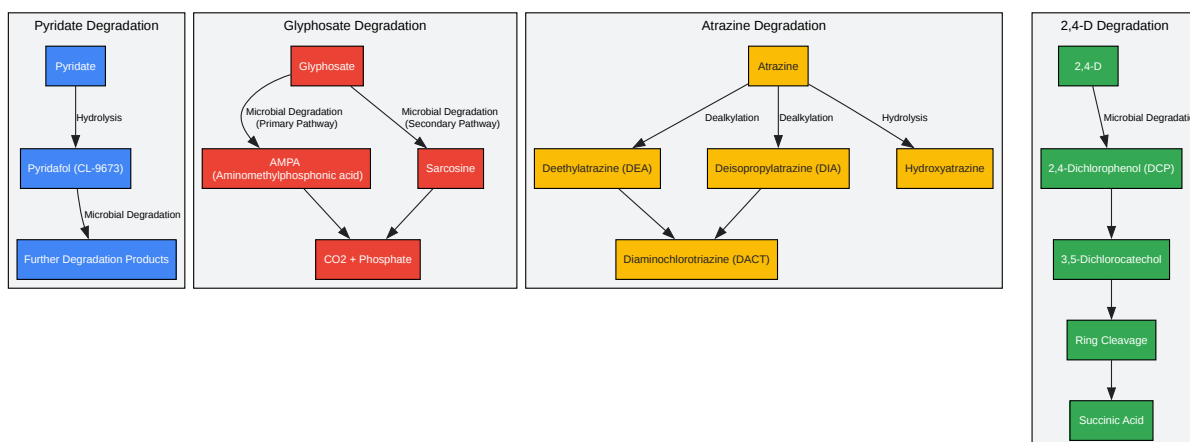 Pyridate Degradation
Pyridate
Hydrolysis
Pyridafol (CL-9673)
Microbial Degradation
Further Degradation Products
Glyphosate Degradation
Glyphosate
Microbial Degradation
(Primary Pathway)
Microbial Degradation
(Secondary Pathway)
AMPA
(Aminomethylphosphonic acid)
Sarcosine
CO2 + Phosphate
Atrazine Degradation
Atrazine
Dealkylation
Dealkylation
Hydrolysis
Deethylatrazine (DEA)
Deisopropylatrazine (DIA)
Hydroxyatrazine
Diaminochlorotriazine (DACT)
2,4-D Degradation
2,4-D
Microbial Degradatio
2,4-Dichlorophenol (DCP)
3,5-Dichlorocatechol
Ring Cleavage
Succinic Acid